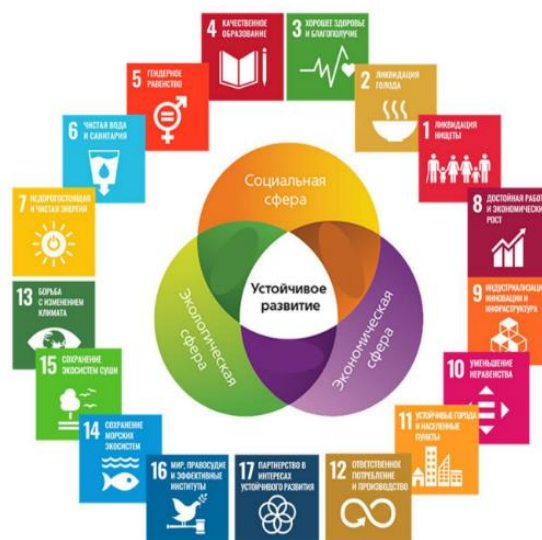 4 КАЧЕСТВЕННОЕ
ОБРАЗОВАНИЕ
3 ХОРОШЕЕ ЗДОРОВЬЕ
И БЛАГОПОЛУЧИЕ
5 ГЕНДЕРНОЕ
РАВЕНСТВО
2 ЛИКВИДАЦИЯ
ГОЛОДА
6 ЧИСТАЯ ВОДА
И САНИТАРИЯ
1 ЛИКВИДАЦИЯ
НИЩЕТЫ
7 НЕДОРОГОСТОЯЩАЯ
И ЧИСТАЯ ЭНЕРГИЯ
8 ДОСТОЙНАЯ РАБОТА
И ЭКОНОМИЧЕСКИЙ
РОСТ
13 БОРЬБА
С ИЗМЕНЕНИЕМ
КЛИМАТА
9 ИНДУСТРИАЛИЗАЦИЯ,
ИННОВАЦИИ И
ИНФРАСТРУКТУРА
15 СОХРАНЕНИЕ
ЭКОСИСТЕМ СУШИ
10 УМЕНЬШЕНИЕ
НЕРАВЕНСТВА
14 СОХРАНЕНИЕ
МОРСКИХ
ЭКОСИСТЕМ
11 УСТОЙЧИВЫЕ ГОРОДА
И НАСЕЛЕННЫЕ
ПУНКТЫ
16 МИР, ПРАВОСУДИЕ
И ЭФФЕКТИВНЫЕ
ИНСТИТУТЫ
17 ПАРТНЕРСТВО В
ИНТЕРЕСАХ
УСТОЙЧИВОГО РАЗВИТИЯ
12 ОТВЕТСТВЕННОЕ
ПОТРЕБЛЕНИЕ
И ПРОИЗВОДСТВО
Социальная
сфера
Устойчивое
развитие
Экологическая
сфера
Экономическая
сфера